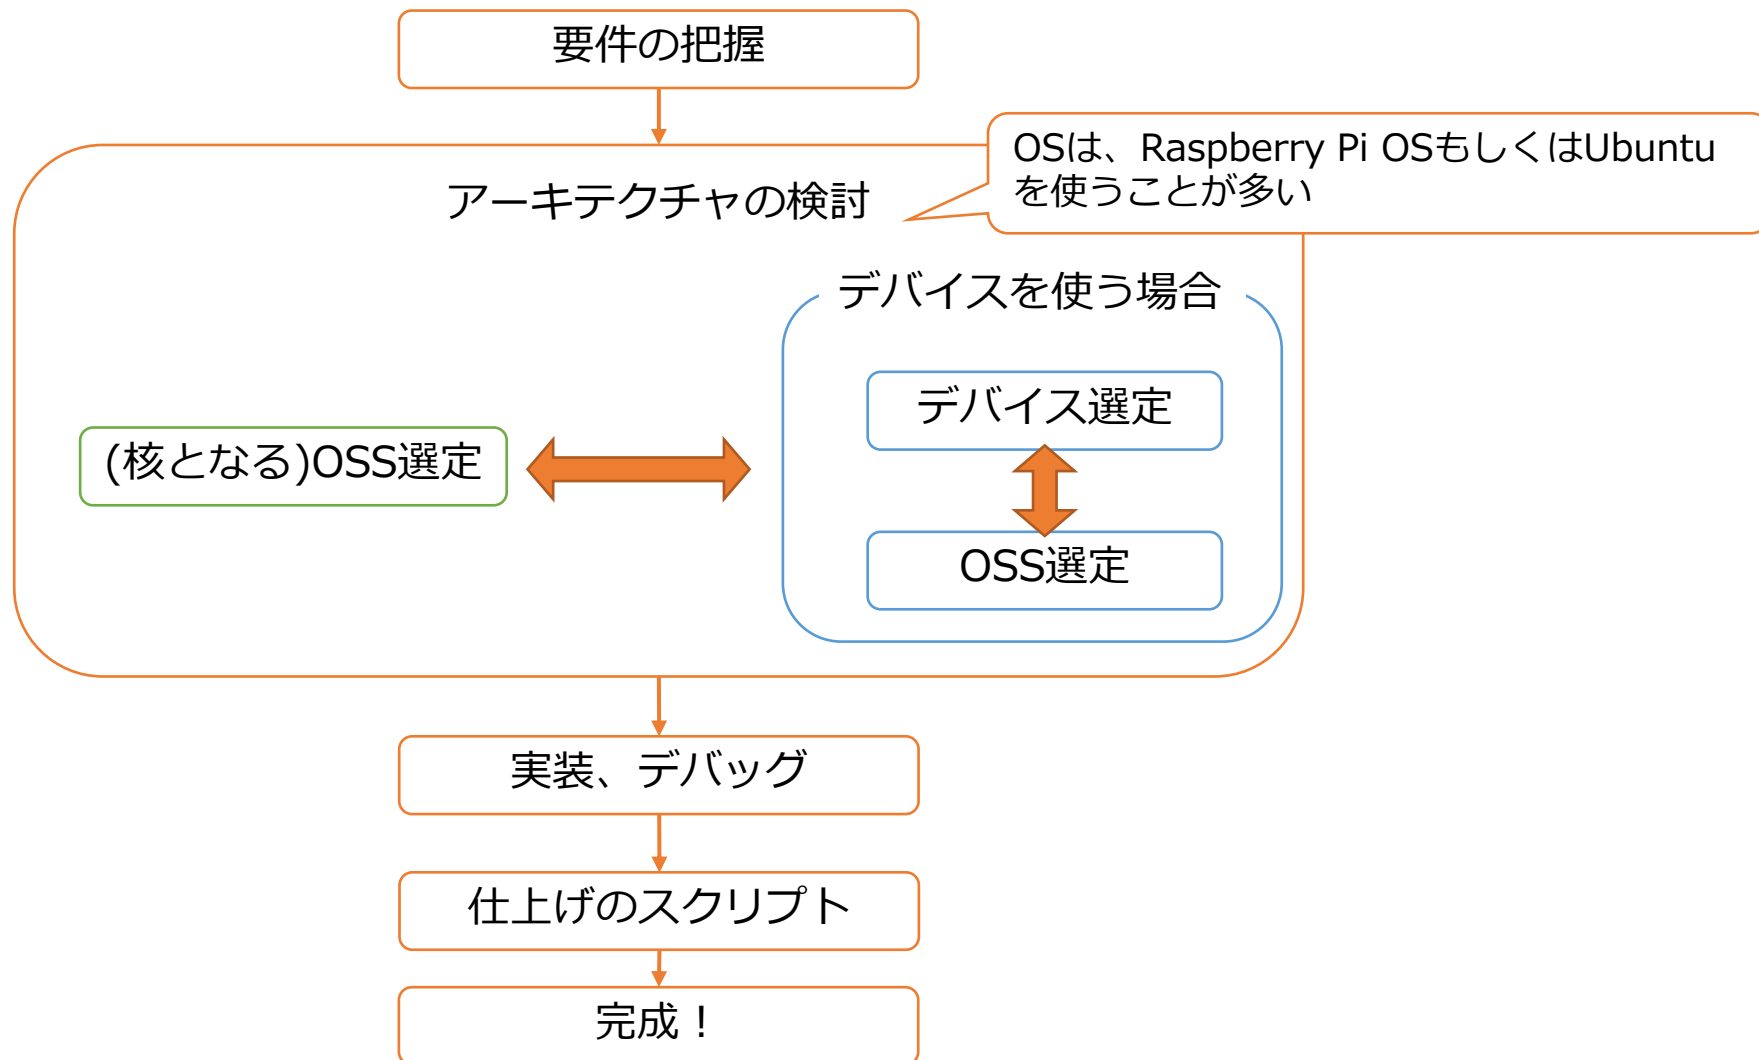 要件の把握
OSは、Raspberry Pi OSもしくはUbuntu
を使うことが多い
アーキテクチャの検討
デバイスを使う場合
デバイス選定
(核となる)OSS選定
OSS選定
実装、デバッグ
仕上げのスクリプト
完成！